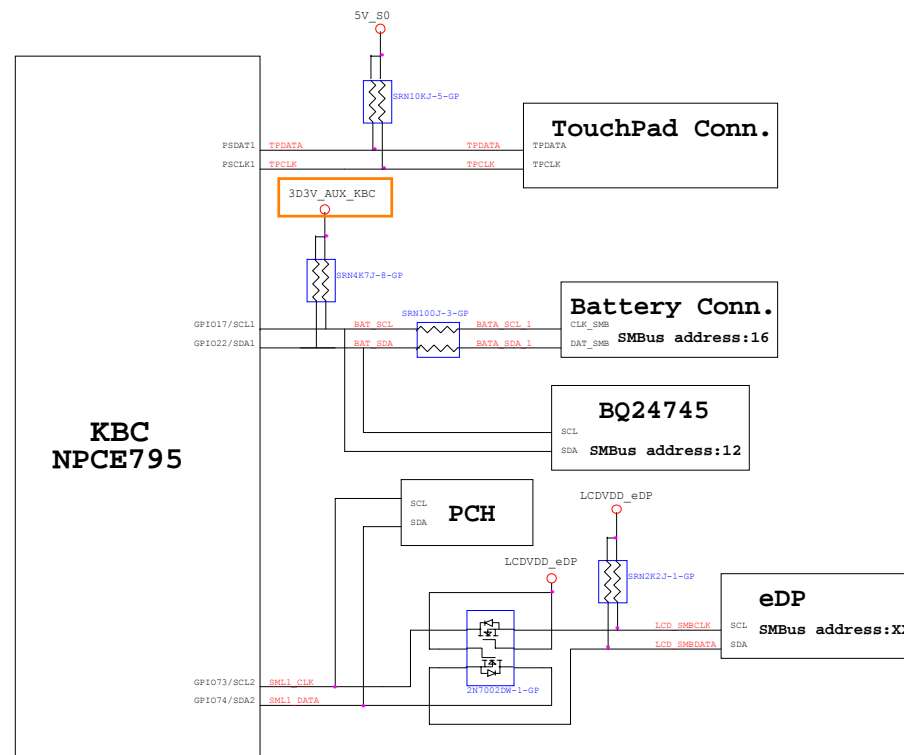 5V_S0
SRN10KJ-5-GP
TouchPad Conn.
PSDAT1 TPDATA TPDATA TPDATA
PSCLK1 TPCLK TPCLK TPCLK
3D3V_AUX_KBC
SRN4K7J-8-GP
SRN100J-3-GP
Battery Conn.
GPIO17/SCL1 BAT_SCL BATA_SCL_1 CLK_SMB
SMBus address:16
GPIO22/SDA1 BAT_SDA BATA_SDA_1 DAT_SMB
BQ24745
KBC
NPCE795
SCL
SDA SMBus address:12
SCL
SDA
PCH
LCDVDD_eDP
LCDVDD_eDP
SRN2K2J-1-GP
eDP
LCD_SMBCLK SCL
SMBus address:XX
LCD_SMBDATA SDA
GPIO73/SCL2 SML1_CLK
2N7002DW-1-GP
GPIO74/SDA2 SML1_DATA